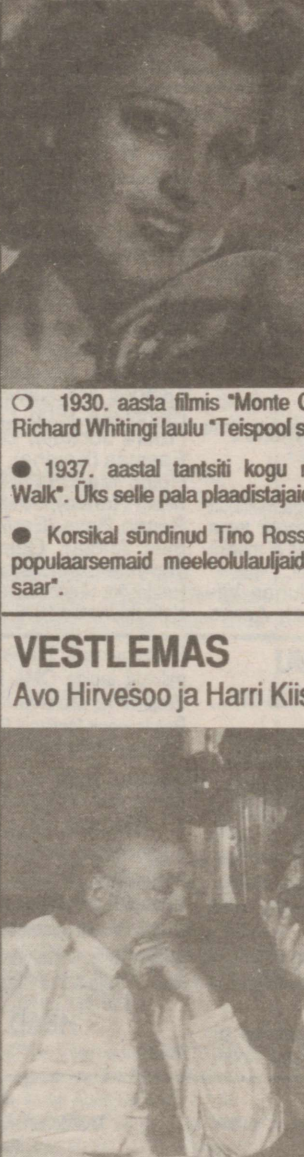 ○ 1930. aasta filmis "Monte
Richard Whitingi laulu "Teispool
● 1937. aastal tantsiti kogu
Walk". Üks selle pala plaadistajaid
● Korsikal sündinud Tino Ross
populaarsemaid meeleolulauljaid
saar".
VESTLEMAS
Avo Hirvesoo ja Harri Kiis